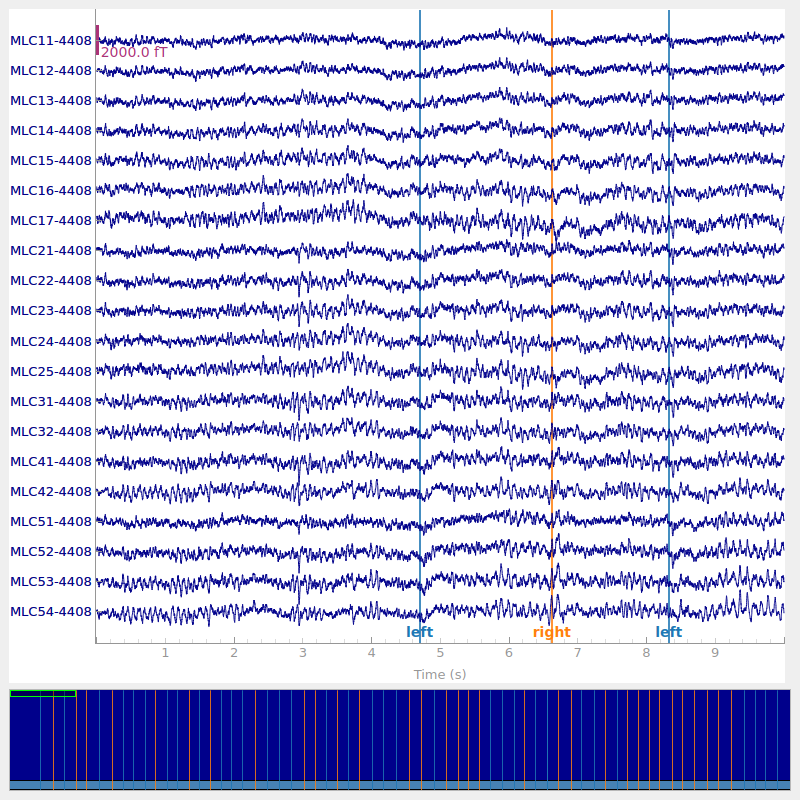 MLC11-4408
2000.0 fT
MLC12-4408
MLC13-4408
MLC14-4408
MLC15-4408
MLC16-4408
MLC17-4408
MLC21-4408
MLC22-4408
MLC23-4408
MLC24-4408
MLC25-4408
MLC31-4408
MLC32-4408
MLC41-4408
MLC42-4408
MLC51-4408
MLC52-4408
MLC53-4408
MLC54-4408
left right left
1 2 3 4 5 6 7 8 9
Time (s)